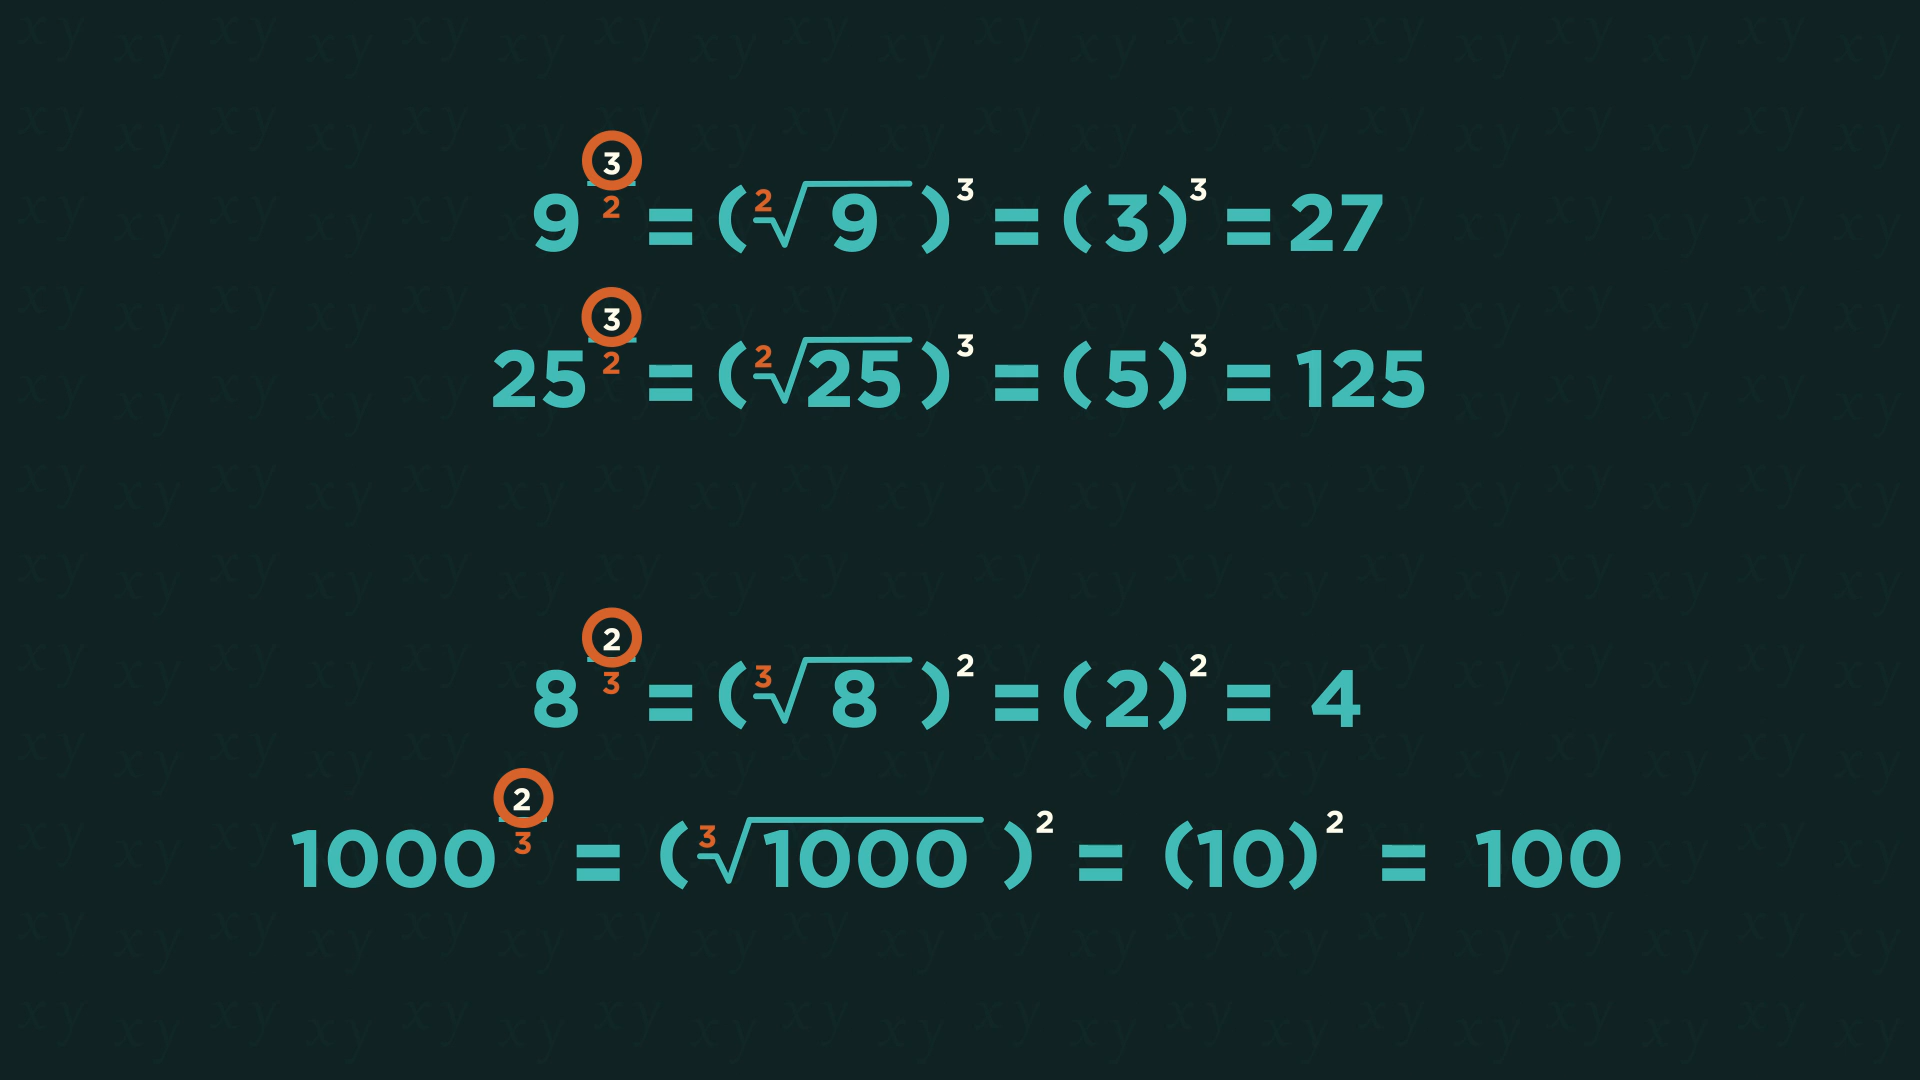 9^(3/2) = (²√9)³ = (3)³ = 27
25^(3/2) = (²√25)³ = (5)³ = 125
8^(2/3) = (³√8)² = (2)² = 4
1000^(2/3) = (³√1000)² = (10)² = 100